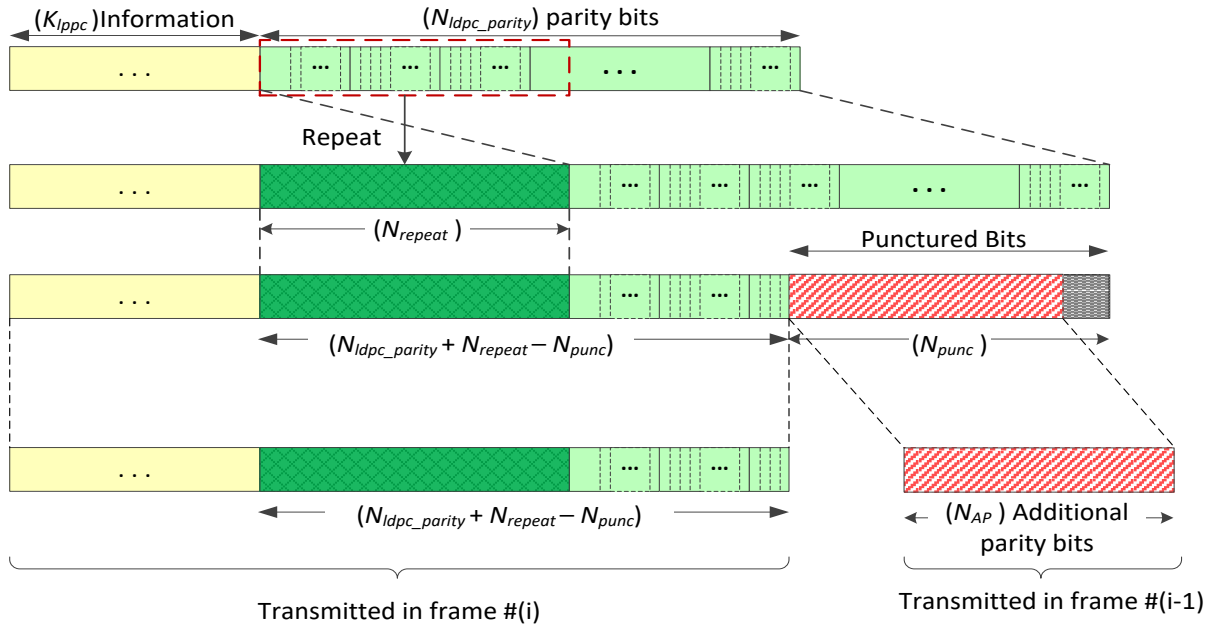 (Klppc)Information
(Nldpc_parity) parity bits
. . .
...
...
...
. . .
...
Repeat
. . .
...
...
...
. . .
...
(Nrepeat )
Punctured Bits
. . .
...
...
(Nldpc_parity + Nrepeat – Npunc)
(Npunc )
. . .
...
...
(Nldpc_parity + Nrepeat – Npunc)
(NAP ) Additional
parity bits
Transmitted in frame #(i)
Transmitted in frame #(i-1)